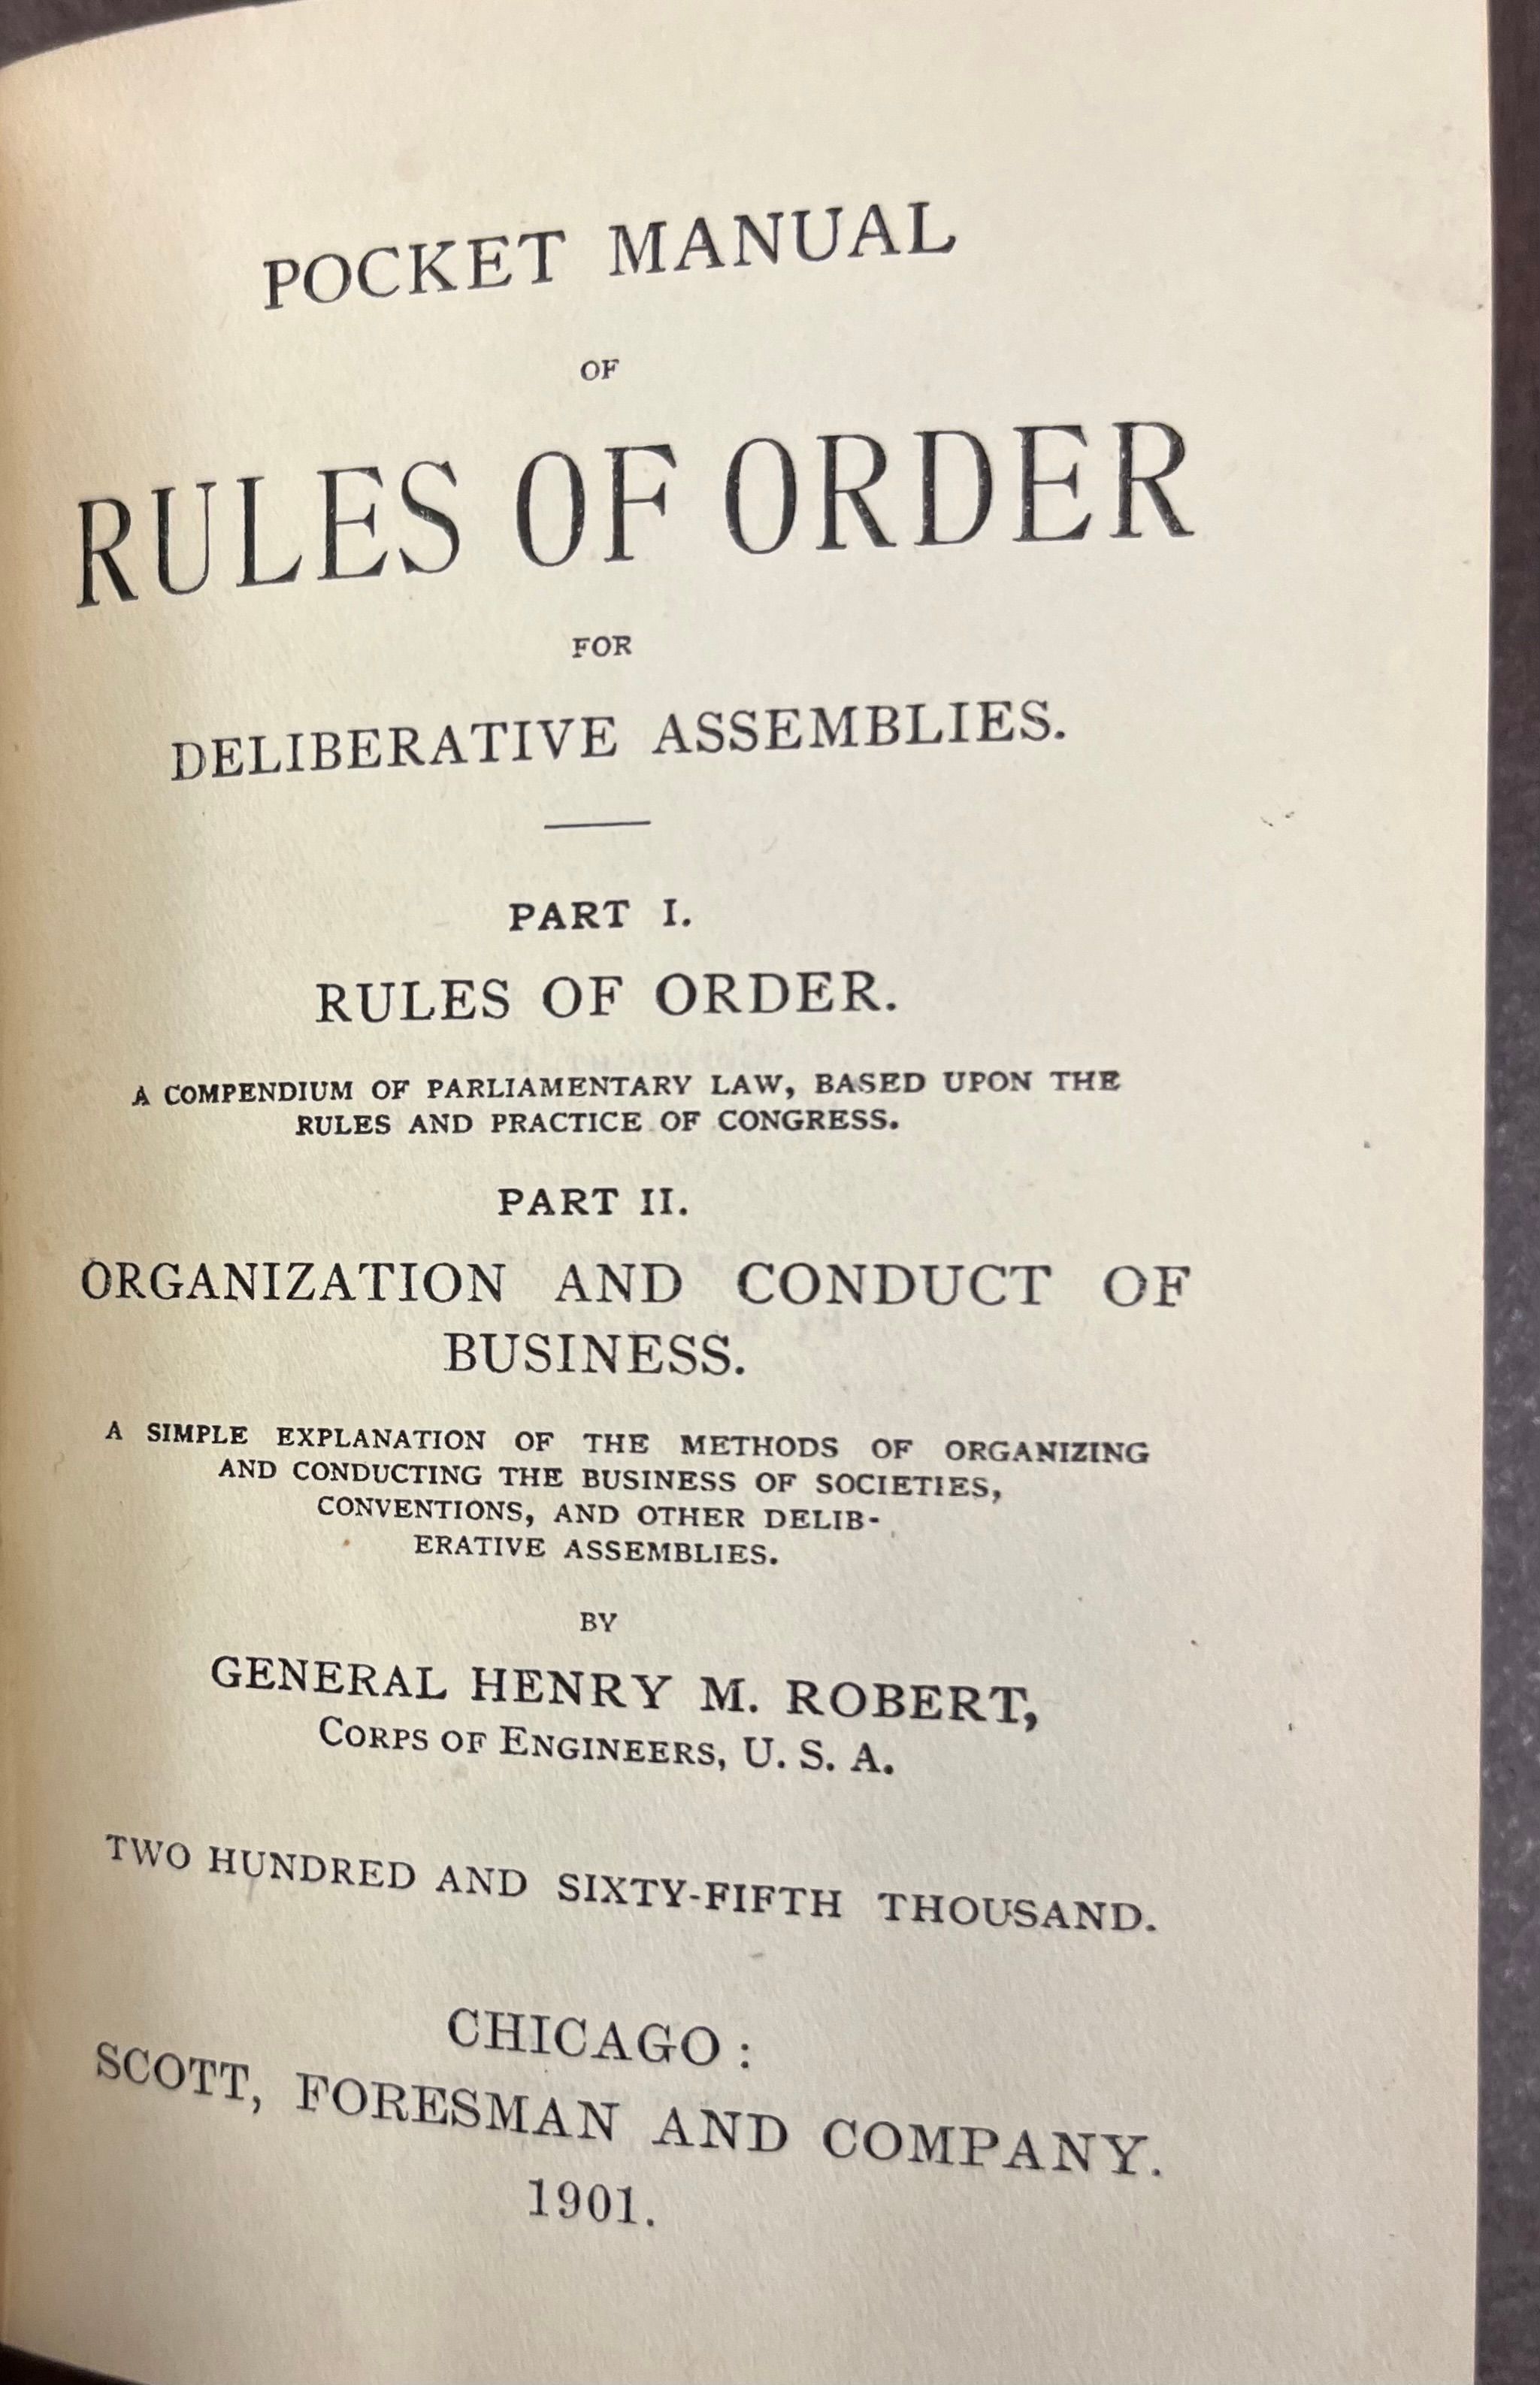 POCKET MANUAL
OF
RULES OF ORDER
FOR
DELIBERATIVE ASSEMBLIES.
PART I.
RULES OF ORDER.
A COMPENDIUM OF PARLIAMENTARY LAW, BASED UPON THE
RULES AND PRACTICE OF CONGRESS.
PART II.
ORGANIZATION AND CONDUCT OF
BUSINESS.
A SIMPLE EXPLANATION OF THE METHODS OF ORGANIZING
AND CONDUCTING THE BUSINESS OF SOCIETIES,
CONVENTIONS, AND OTHER DELIB-
ERATIVE ASSEMBLIES.
BY
GENERAL HENRY M. ROBERT,
CORPS OF ENGINEERS, U. S. A.
TWO HUNDRED AND SIXTY-FIFTH THOUSAND.
CHICAGO:
SCOTT, FORESMAN AND COMPANY.
1901.